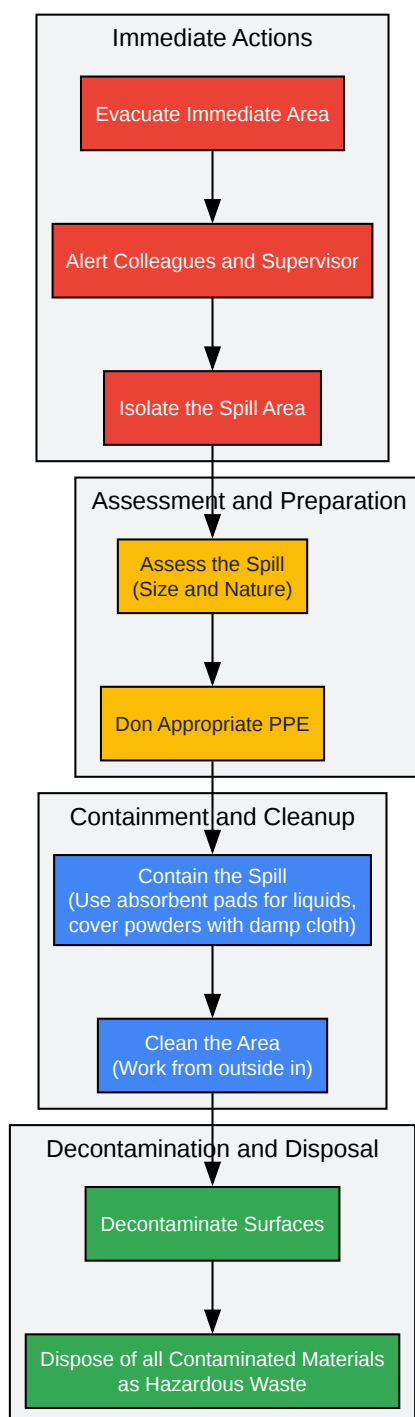 Immediate Actions
Evacuate Immediate Area
Alert Colleagues and Supervisor
Isolate the Spill Area
Assessment and Preparation
Assess the Spill
(Size and Nature)
Don Appropriate PPE
Containment and Cleanup
Contain the Spill
(Use absorbent pads for liquids,
cover powders with damp cloth)
Clean the Area
(Work from outside in)
Decontamination and Disposal
Decontaminate Surfaces
Dispose of all Contaminated Materials
as Hazardous Waste